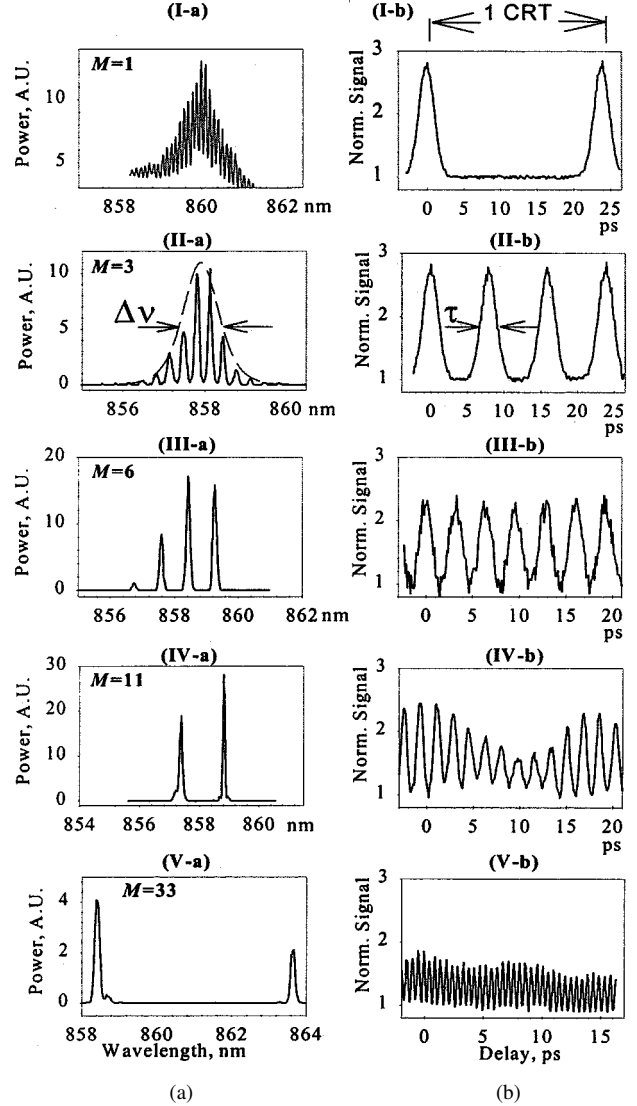 (I-a)
(I-b)
1 CRT
M=1
Power, A.U.
10
5
858 860 862 nm
Norm. Signal
3
2
1
0 5 10 15 20 25
ps
(II-a)
(II-b)
M=3
Δν
Power, A.U.
10
5
0
856 858 860 nm
τ
Norm. Signal
3
2
1
0 5 10 15 20 25
ps
(III-a)
(III-b)
M=6
Power, A.U.
20
10
0
856 858 860 862 nm
Norm. Signal
3
2
1
0 5 10 15 20
ps
(IV-a)
(IV-b)
M=11
Power, A.U.
30
20
10
0
854 856 858 860 nm
Norm. Signal
3
2
1
0 5 10 15 20
ps
(V-a)
(V-b)
M=33
Power, A.U.
4
2
0
858 860 862 864
Wavelength, nm
Norm. Signal
3
2
1
0 5 10 15
Delay, ps
(a)
(b)